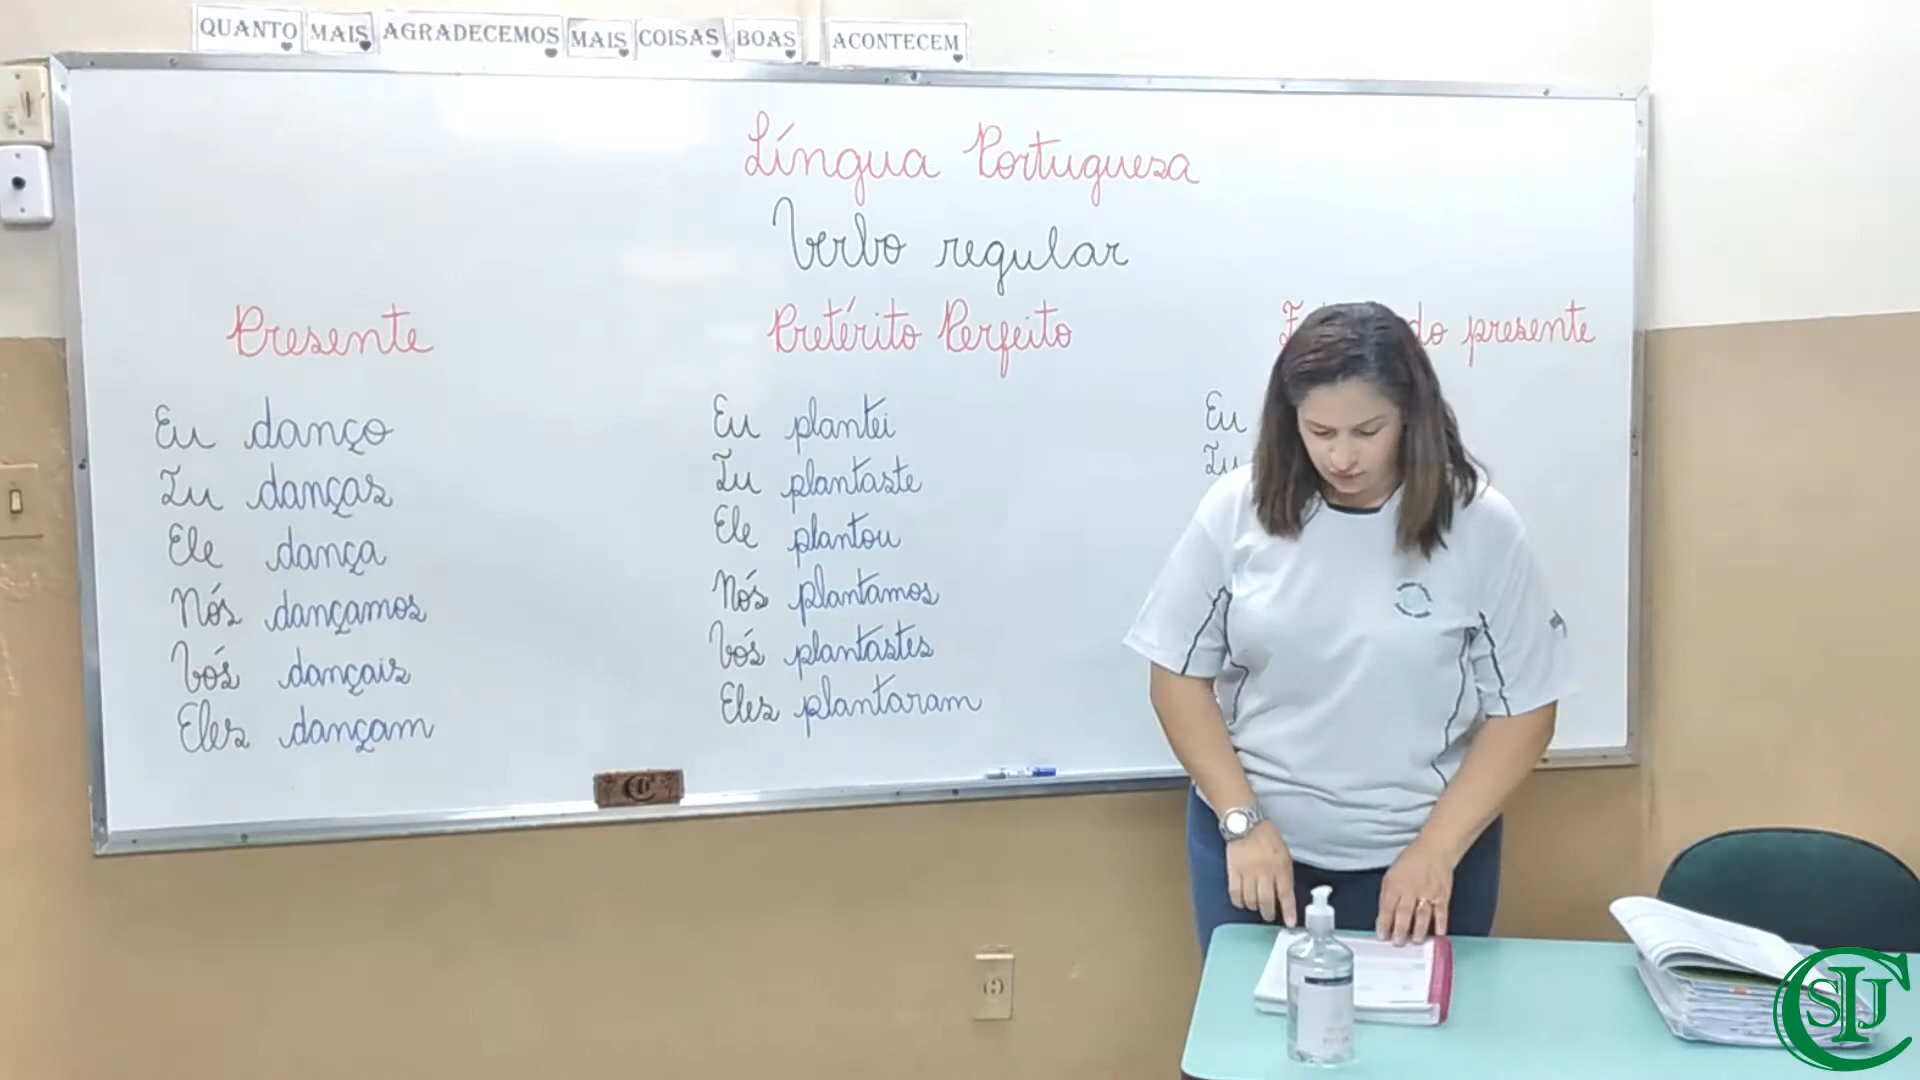 QUANTO MAIS AGRADECEMOS MAIS COISAS BOAS ACONTECEM
Língua Portuguesa
Verbo regular
Presente
Eu danço
Tu danças
Ele dança
Nós dançamos
Vós dançais
Eles dançam
Pretérito Perfeito
Eu plantei
Tu plantaste
Ele plantou
Nós plantamos
Vós plantastes
Eles plantaram
do presente
Eu
Tu
CSIJ